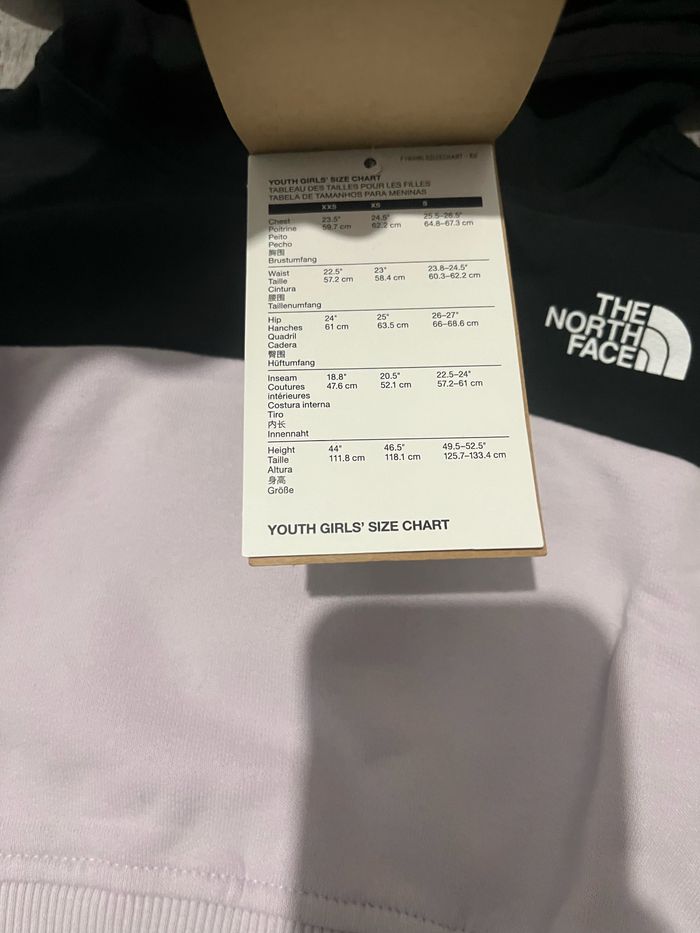 YOUTH GIRLS' SIZE CHART
TABLEAU DES TAILLES POUR LES FILLES
TABELA DE TAMANHOS PARA MENINAS
XXS XS S
Chest 23.5" 24.5" 25.5–26.5"
Poitrine 59.7 cm 62.2 cm 64.8–67.3 cm
Peito
Pecho
胸围
Brustumfang
Waist 22.5" 23" 23.8–24.5"
Taille 57.2 cm 58.4 cm 60.3–62.2 cm
Cintura
腰围
Taillenumfang
Hip 24" 25" 26–27"
Hanches 61 cm 63.5 cm 66–68.6 cm
Quadril
Cadera
臀围
Hüftumfang
Inseam 18.8" 20.5" 22.5–24"
Coutures 47.6 cm 52.1 cm 57.2–61 cm
intérieures
Costura interna
Tiro
内长
Innennaht
Height 44" 46.5" 49.5–52.5"
Taille 111.8 cm 118.1 cm 125.7–133.4 cm
Altura
身高
Größe
YOUTH GIRLS' SIZE CHART
THE
NORTH
FACE